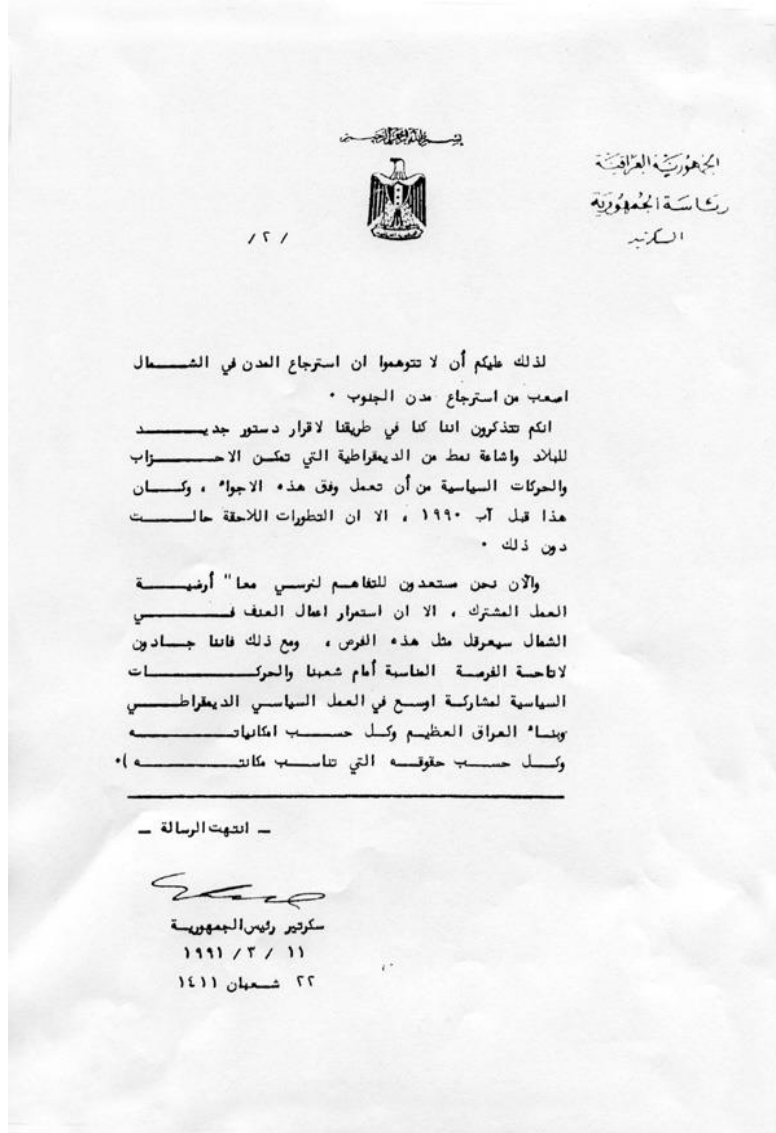 بسم الله الرحمن الرحيم
الجمهورية العراقية
رئاسة الجمهورية
السكرتير
/ ٢ /
لذلك عليكم أن لا تتوهموا ان استرجاع المدن في الشمال
اصعب من استرجاع مدن الجنوب ٠
انكم تتذكرون اننا كنا في طريقنا لاقرار دستور جديد
للبلاد واشاعة نمط من الديمقراطية التي تمكن الاحزاب
والحركات السياسية من أن تعمل وفق هذه الاجواء ، وكان
هذا قبل آب ١٩٩٠ ، الا ان التطورات اللاحقة حالت
دون ذلك ٠
والآن نحن مستعدون للتفاهم لنرسي معا" أرضية
العمل المشترك ، الا ان استمرار اعمال العنف في
الشمال سيعرقل مثل هذه الفرص ، ومع ذلك فاننا جادون
لاتاحة الفرصة المناسبة أمام شعبنا والحركات
السياسية لمشاركة اوسع في العمل السياسي الديمقراطي
وبناء العراق العظيم وكل حسب امكانياته
وكل حسب حقوقه التي تناسب مكانته )٠
ــ انتهت الرسالة ــ
سكرتير رئيس الجمهورية
١١ / ٣ / ١٩٩١
٢٢ شعبان ١٤١١